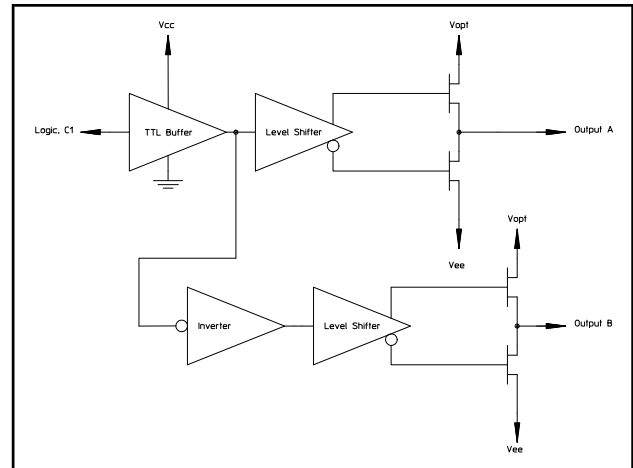 Vcc
Vopt
Logic, C1
TTL Buffer
Level Shifter
Output A
Vee
Vopt
Inverter
Level Shifter
Output B
Vee